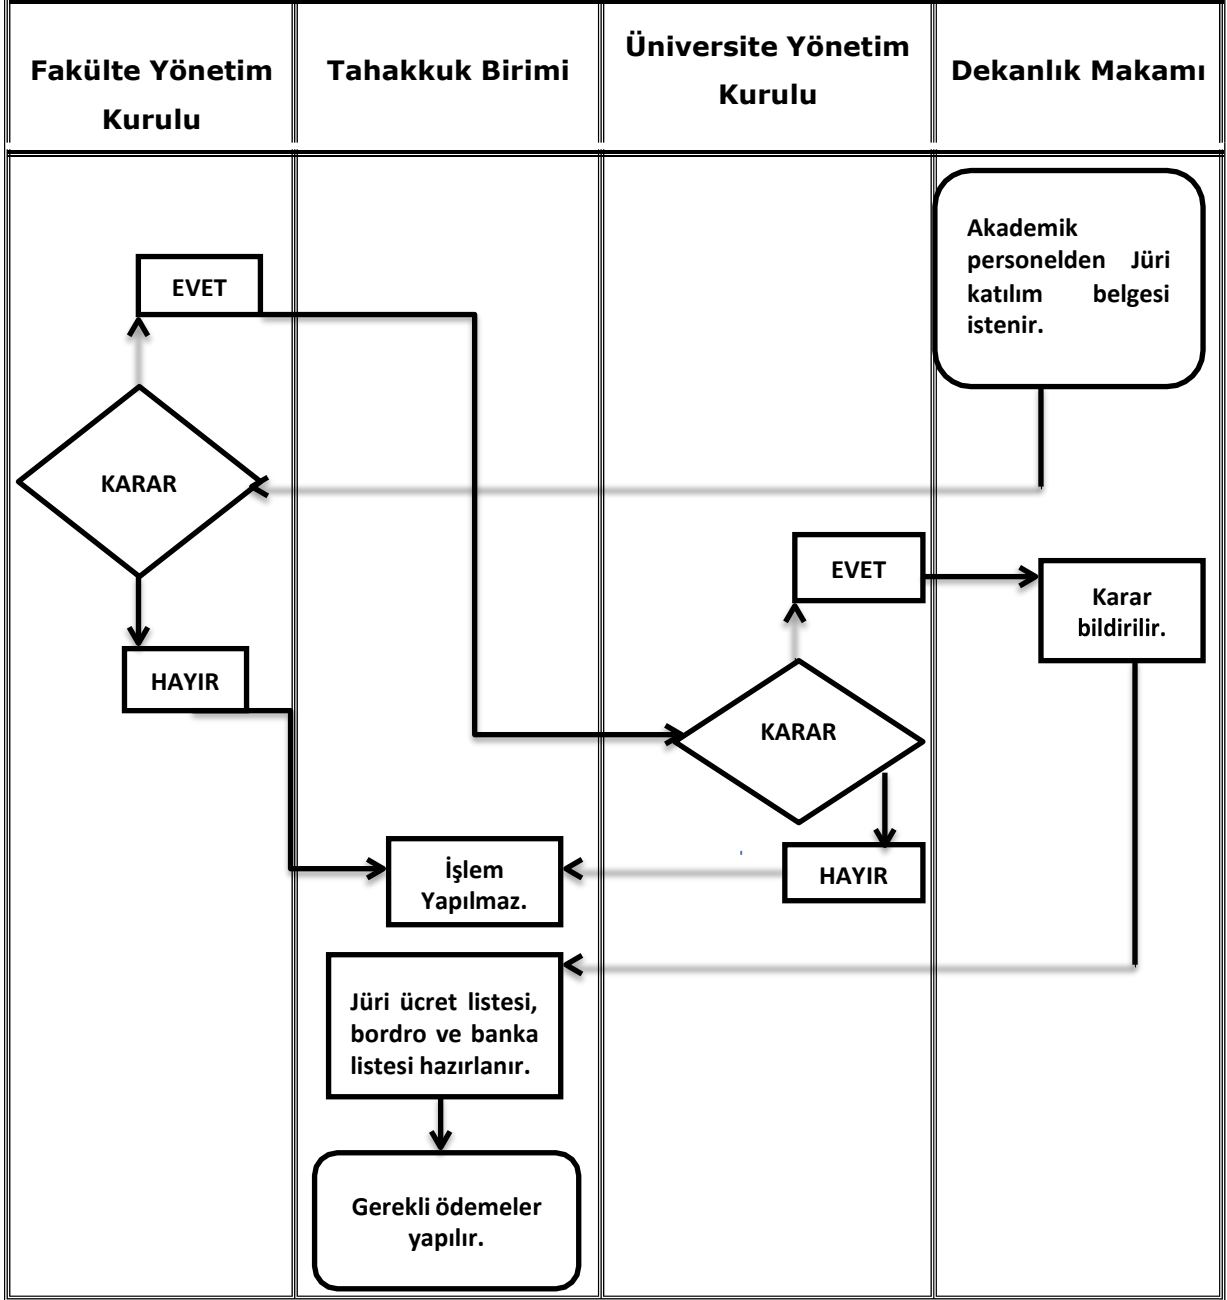 Fakülte Yönetim
Kurulu
Tahakkuk Birimi
Üniversite Yönetim
Kurulu
Dekanlık Makamı
Akademik
personelden Jüri
katılım belgesi
istenir.
EVET
KARAR
HAYIR
EVET
Karar
bildirilir.
KARAR
HAYIR
İşlem
Yapılmaz.
Jüri ücret listesi,
bordro ve banka
listesi hazırlanır.
Gerekli ödemeler
yapılır.